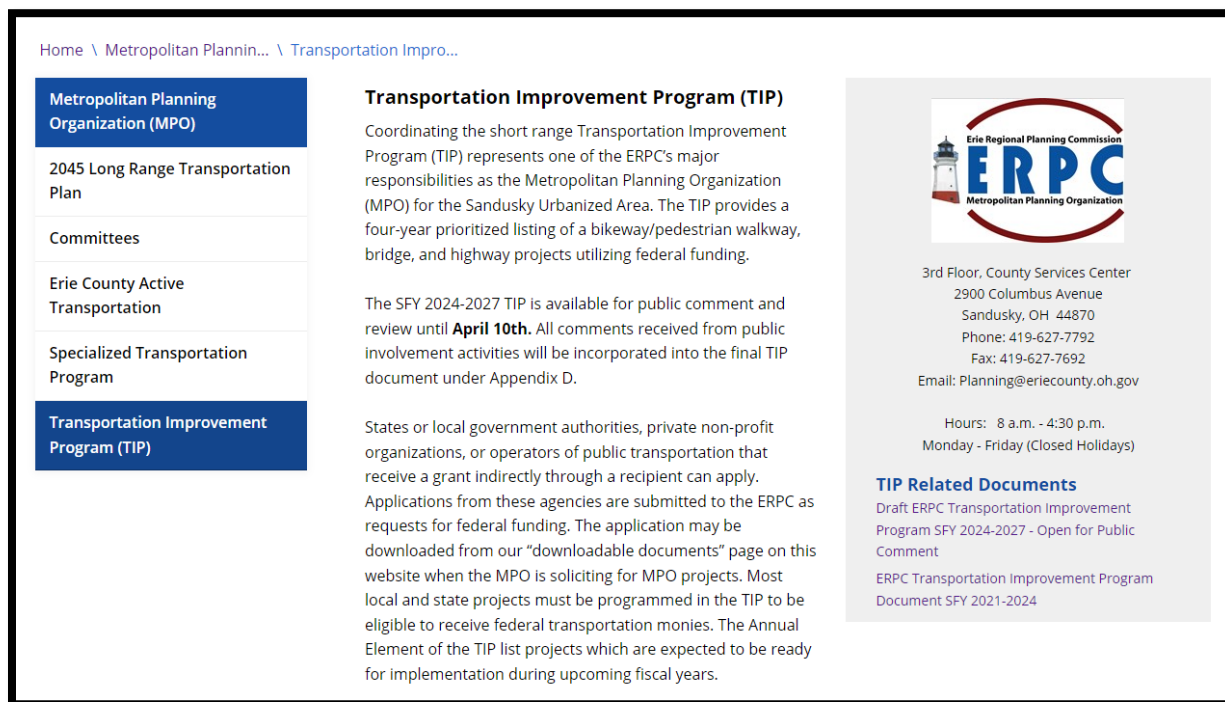 Home \ Metropolitan Plannin... \ Transportation Impro...
Metropolitan Planning
Organization (MPO)
2045 Long Range Transportation
Plan
Committees
Erie County Active
Transportation
Specialized Transportation
Program
Transportation Improvement
Program (TIP)
Transportation Improvement Program (TIP)
Coordinating the short range Transportation Improvement
Program (TIP) represents one of the ERPC's major
responsibilities as the Metropolitan Planning Organization
(MPO) for the Sandusky Urbanized Area. The TIP provides a
four-year prioritized listing of a bikeway/pedestrian walkway,
bridge, and highway projects utilizing federal funding.
The SFY 2024-2027 TIP is available for public comment and
review until April 10th. All comments received from public
involvement activities will be incorporated into the final TIP
document under Appendix D.
States or local government authorities, private non-profit
organizations, or operators of public transportation that
receive a grant indirectly through a recipient can apply.
Applications from these agencies are submitted to the ERPC as
requests for federal funding. The application may be
downloaded from our “downloadable documents” page on this
website when the MPO is soliciting for MPO projects. Most
local and state projects must be programmed in the TIP to be
eligible to receive federal transportation monies. The Annual
Element of the TIP list projects which are expected to be ready
for implementation during upcoming fiscal years.
Erie Regional Planning Commission
ERPC
Metropolitan Planning Organization
3rd Floor, County Services Center
2900 Columbus Avenue
Sandusky, OH 44870
Phone: 419-627-7792
Fax: 419-627-7692
Email: Planning@eriecounty.oh.gov
Hours: 8 a.m. - 4:30 p.m.
Monday - Friday (Closed Holidays)
TIP Related Documents
Draft ERPC Transportation Improvement
Program SFY 2024-2027 - Open for Public
Comment
ERPC Transportation Improvement Program
Document SFY 2021-2024